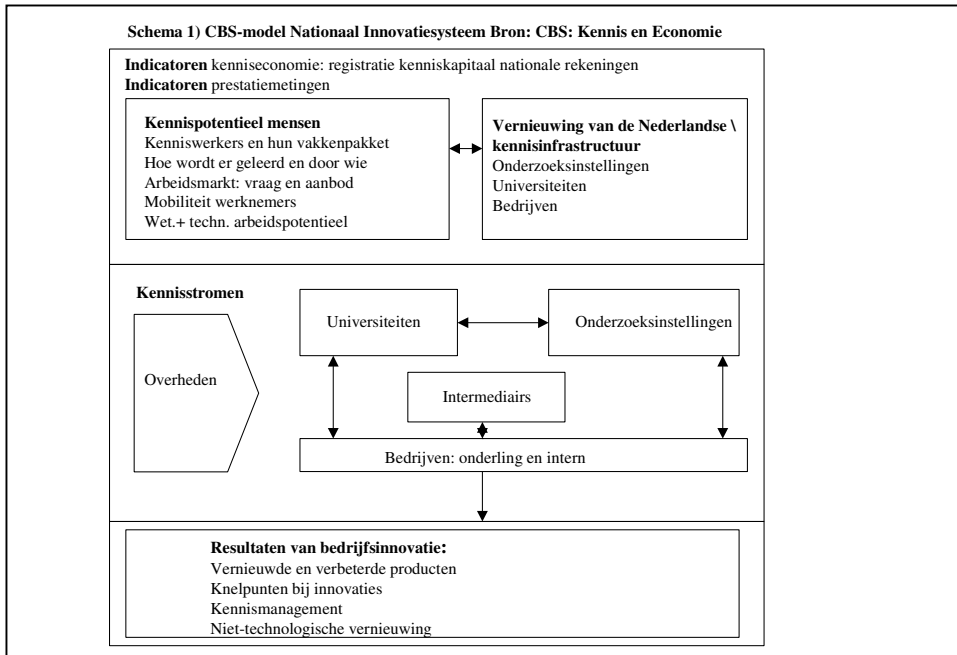 Schema 1) CBS-model Nationaal Innovatiesysteem Bron: CBS: Kennis en Economie
Indicatoren kenniseconomie: registratie kenniskapitaal nationale rekeningen
Indicatoren prestatiemetingen
Kennispotentieel mensen
Kenniswerkers en hun vakkenpakket
Hoe wordt er geleerd en door wie
Arbeidsmarkt: vraag en aanbod
Mobiliteit werknemers
Wet.+ techn. arbeidspotentieel
Vernieuwing van de Nederlandse \
kennisinfrastructuur
Onderzoeksinstellingen
Universiteiten
Bedrijven
Kennisstromen
Overheden
Universiteiten
Onderzoeksinstellingen
Intermediairs
Bedrijven: onderling en intern
Resultaten van bedrijfsinnovatie:
Vernieuwde en verbeterde producten
Knelpunten bij innovaties
Kennismanagement
Niet-technologische vernieuwing